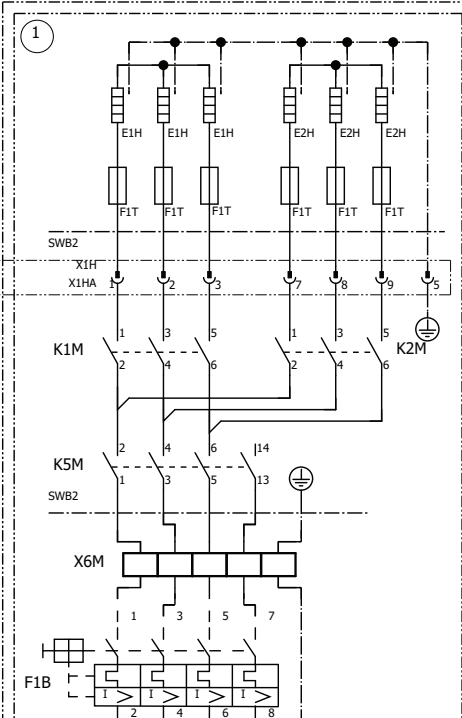 1
E1H E1H E1H E2H E2H E2H
F1T F1T F1T F1T F1T F1T
SWB2
X1H
X1HA 1 2 3 7 8 9 5
1 3 5 1 3 5
K1M K2M
2 4 6 2 4 6
2 4 6 14
K5M
1 3 5 13
SWB2
X6M
1 3 5 7
F1B
I > I > I > I >
2 4 6 8